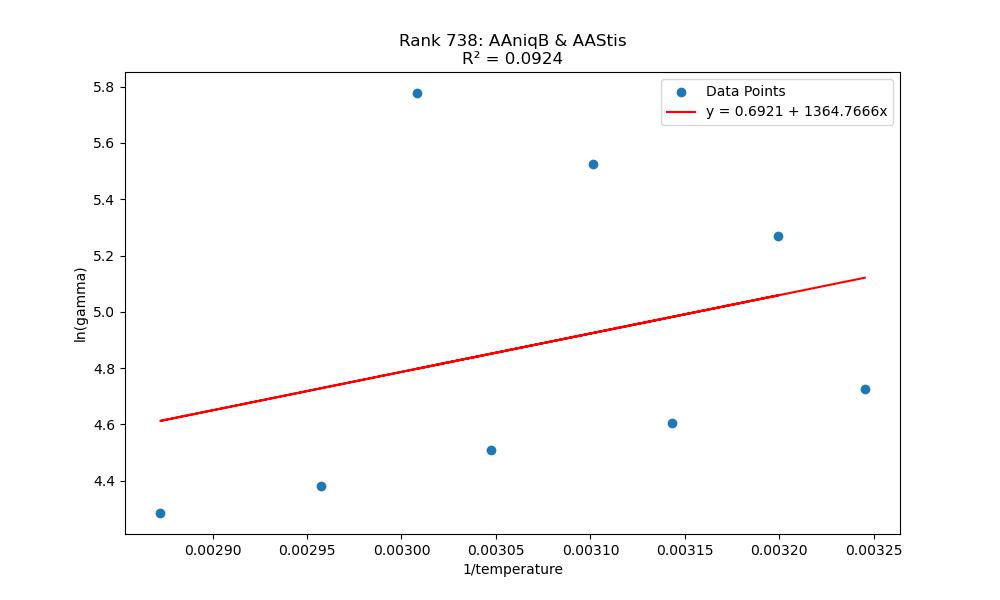 Rank 738: AAniqB & AAStis
R² = 0.0924
Data Points
y = 0.6921 + 1364.7666x
5.8
5.6
5.4
5.2
5.0
4.8
4.6
4.4
ln(gamma)
0.00290 0.00295 0.00300 0.00305 0.00310 0.00315 0.00320 0.00325
1/temperature